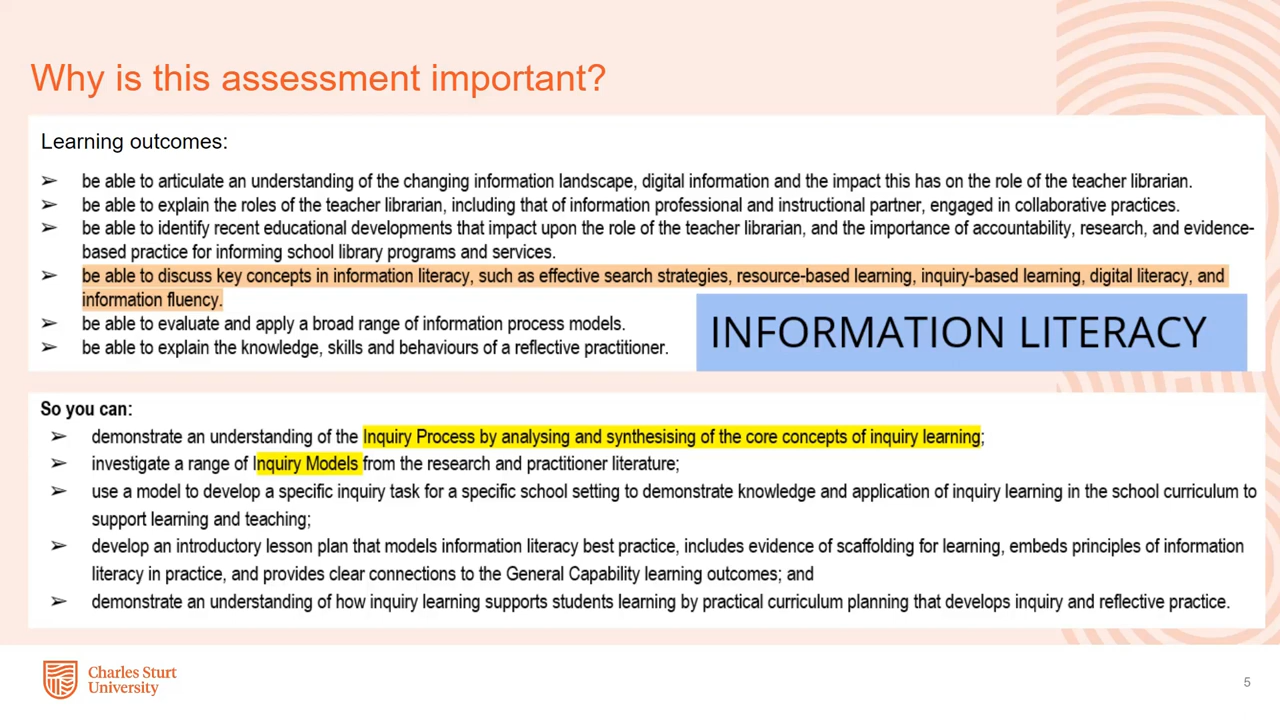 Why is this assessment important?
Learning outcomes:
➢ be able to articulate an understanding of the changing information landscape, digital information and the impact this has on the role of the teacher librarian.
➢ be able to explain the roles of the teacher librarian, including that of information professional and instructional partner, engaged in collaborative practices.
➢ be able to identify recent educational developments that impact upon the role of the teacher librarian, and the importance of accountability, research, and evidence-
based practice for informing school library programs and services.
➢ be able to discuss key concepts in information literacy, such as effective search strategies, resource-based learning, inquiry-based learning, digital literacy, and
information fluency.
➢ be able to evaluate and apply a broad range of information process models.
➢ be able to explain the knowledge, skills and behaviours of a reflective practitioner.
INFORMATION LITERACY
So you can:
➢ demonstrate an understanding of the Inquiry Process by analysing and synthesising of the core concepts of inquiry learning;
➢ investigate a range of Inquiry Models from the research and practitioner literature;
➢ use a model to develop a specific inquiry task for a specific school setting to demonstrate knowledge and application of inquiry learning in the school curriculum to
support learning and teaching;
➢ develop an introductory lesson plan that models information literacy best practice, includes evidence of scaffolding for learning, embeds principles of information
literacy in practice, and provides clear connections to the General Capability learning outcomes; and
➢ demonstrate an understanding of how inquiry learning supports students learning by practical curriculum planning that develops inquiry and reflective practice.
Charles Sturt
University
5